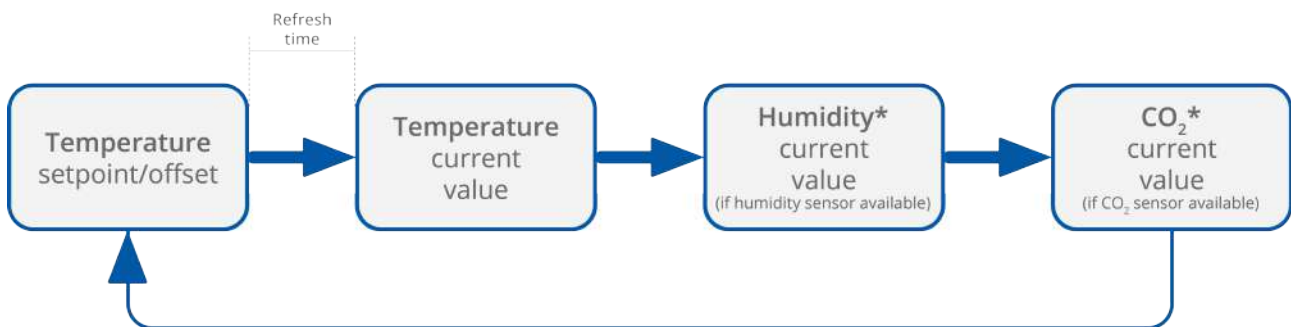 Refresh
time
Temperature
setpoint/offset
Temperature
current
value
Humidity*
current
value
(if humidity sensor available)
CO₂*
current
value
(if CO₂ sensor available)